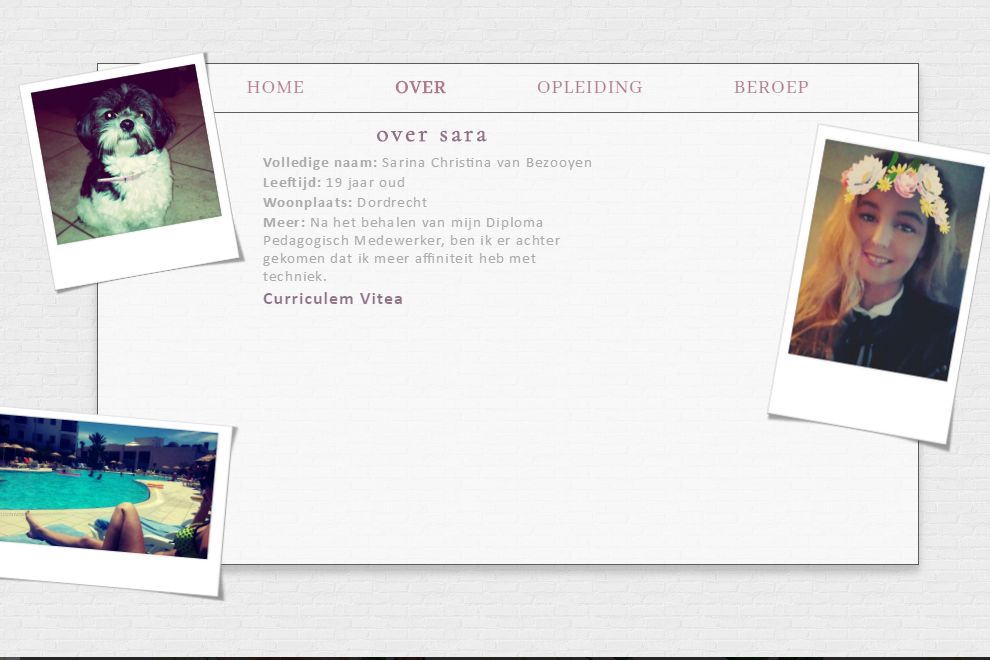 HOME OVER OPLEIDING BEROEP
over sara
Volledige naam: Sarina Christina van Bezooyen
Leeftijd: 19 jaar oud
Woonplaats: Dordrecht
Meer: Na het behalen van mijn Diploma
Pedagogisch Medewerker, ben ik er achter
gekomen dat ik meer affiniteit heb met
techniek.
Curriculem Vitea